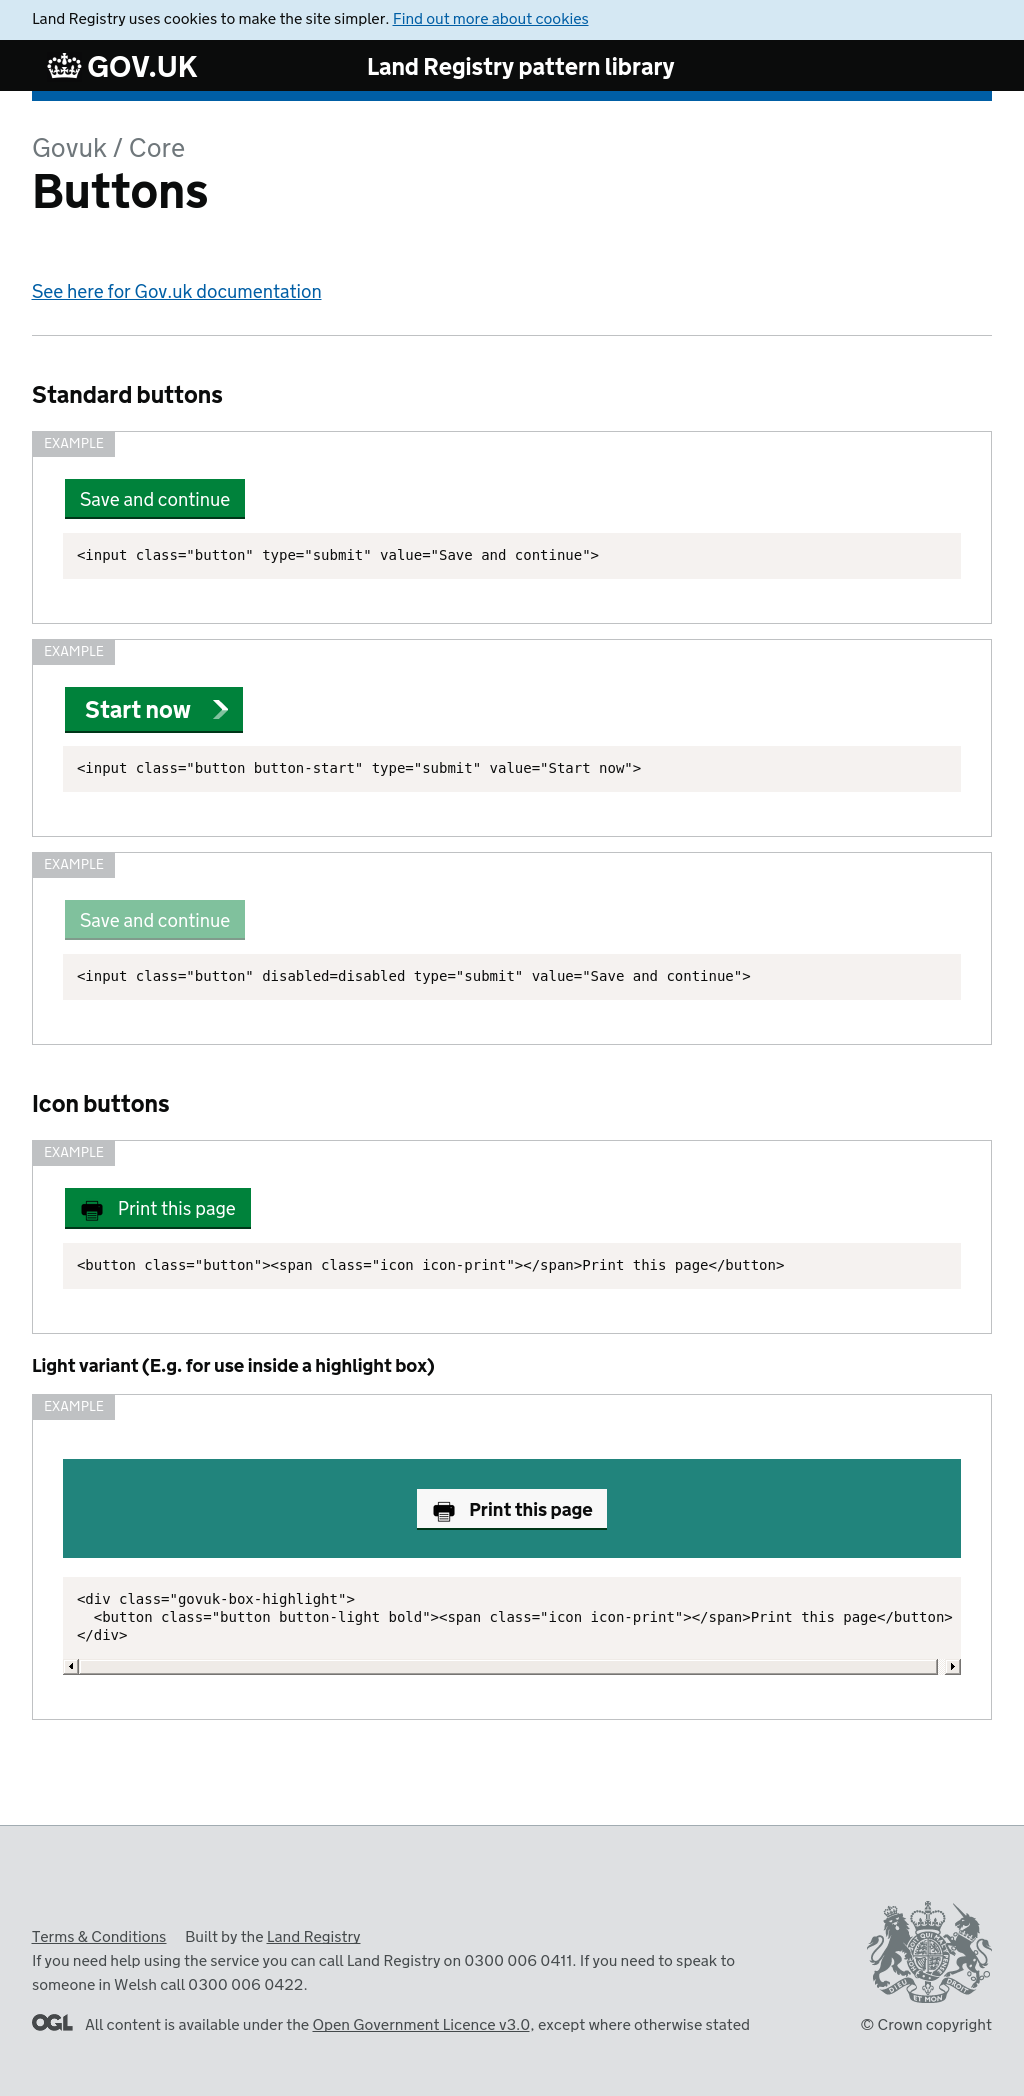 Land Registry uses cookies to make the site simpler. Find out more about cookies
GOV.UK
Land Registry pattern library
Govuk / Core
Buttons
See here for Gov.uk documentation
Standard buttons
EXAMPLE
Save and continue
<input class="button" type="submit" value="Save and continue">
EXAMPLE
Start now
<input class="button button-start" type="submit" value="Start now">
EXAMPLE
Save and continue
<input class="button" disabled=disabled type="submit" value="Save and continue">
Icon buttons
EXAMPLE
Print this page
<button class="button"><span class="icon icon-print"></span>Print this page</button>
Light variant (E.g. for use inside a highlight box)
EXAMPLE
Print this page
<div class="govuk-box-highlight">
  <button class="button button-light bold"><span class="icon icon-print"></span>Print this page</button>
</div>
Terms & Conditions Built by the Land Registry
If you need help using the service you can call Land Registry on 0300 006 0411. If you need to speak to
someone in Welsh call 0300 006 0422.
OGL All content is available under the Open Government Licence v3.0, except where otherwise stated
DIEU ET MON DROIT
© Crown copyright